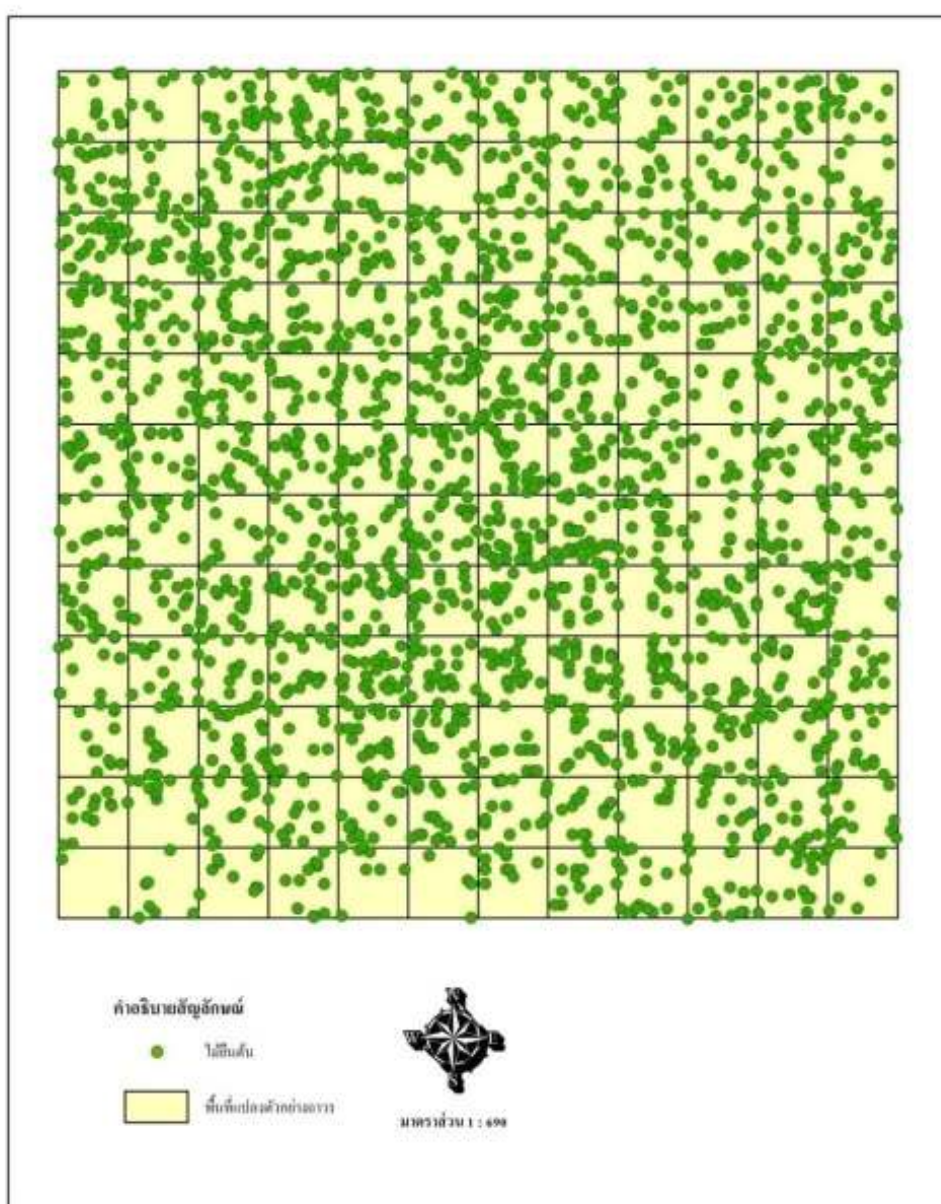 คำอธิบายสัญลักษณ์
ไม้ยืนต้น
พื้นที่แปลงตัวอย่างถาวร
N
W
E
S
มาตราส่วน 1 : 690